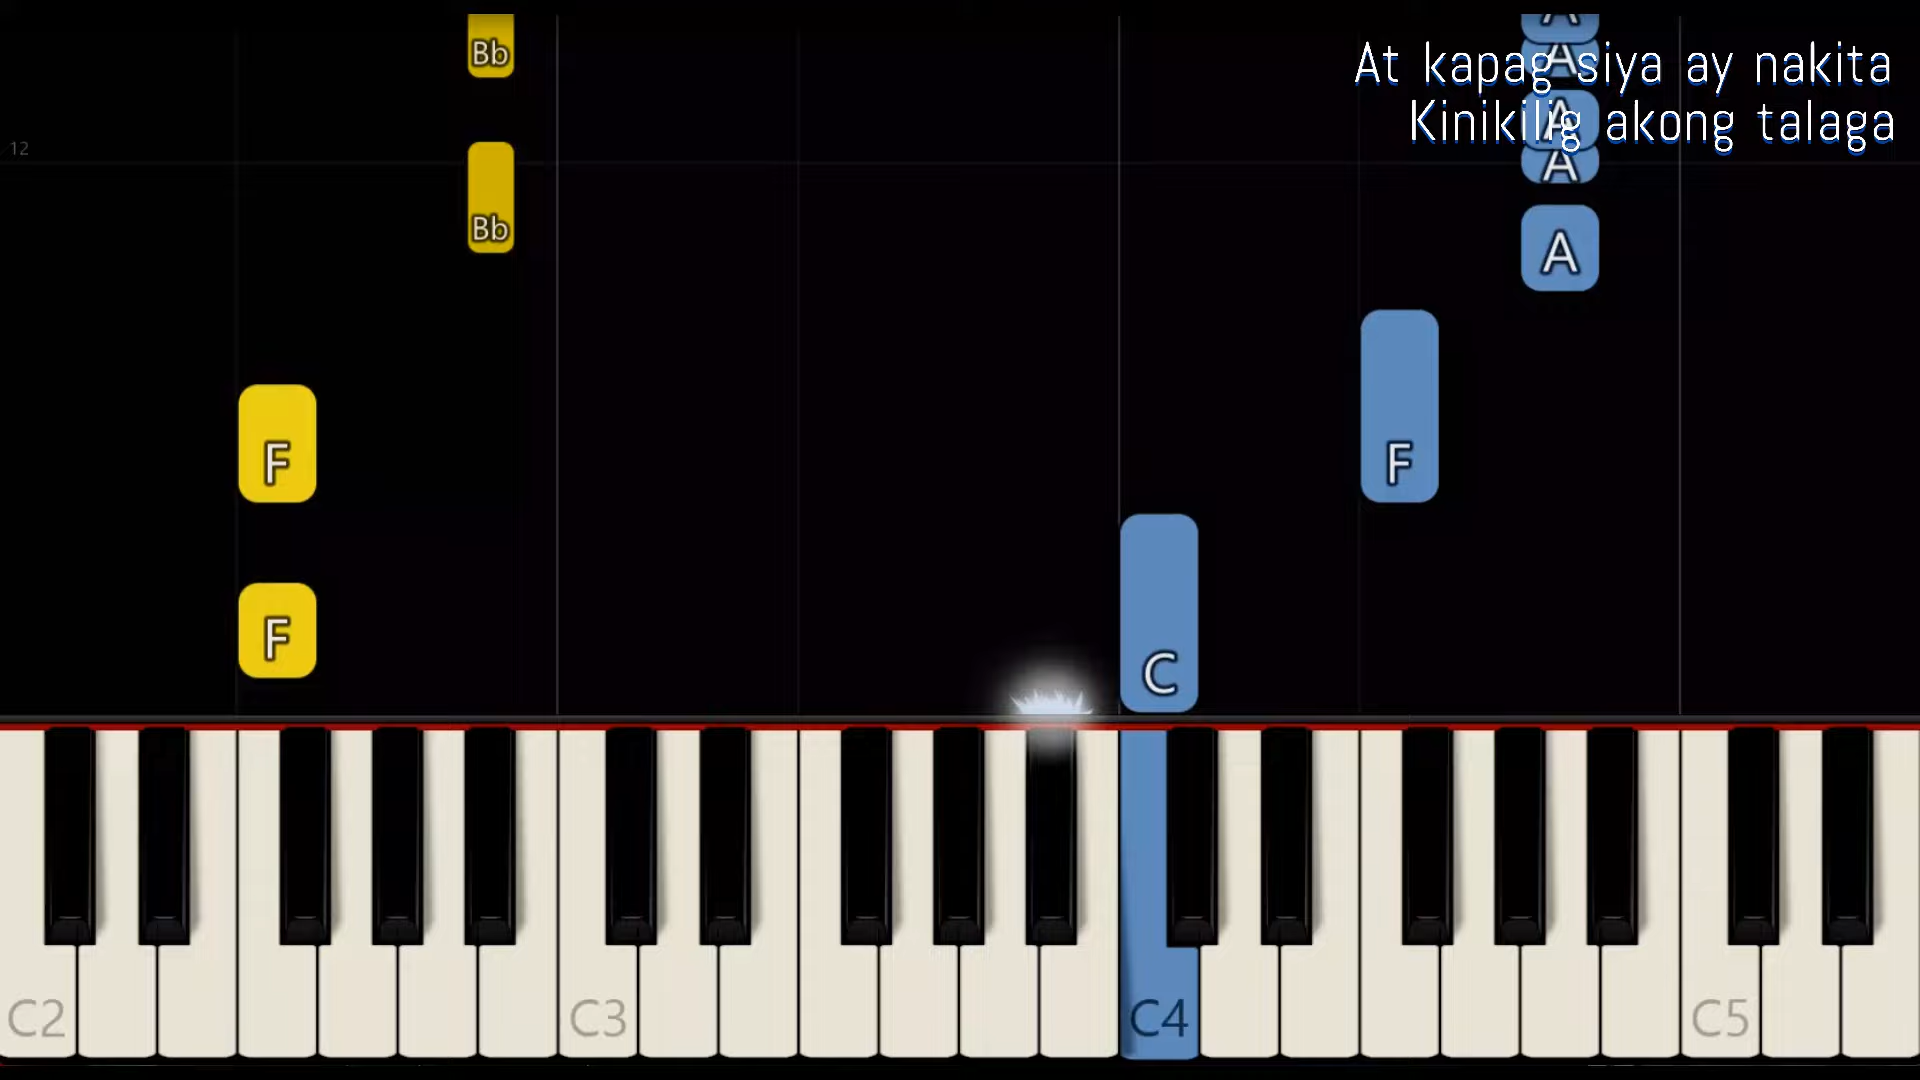 Bb
A
A
At kapag siya ay nakita
A
Kinikilig akong talaga
12
A
Bb
A
F
F
F
C
C2
C3
C4
C5